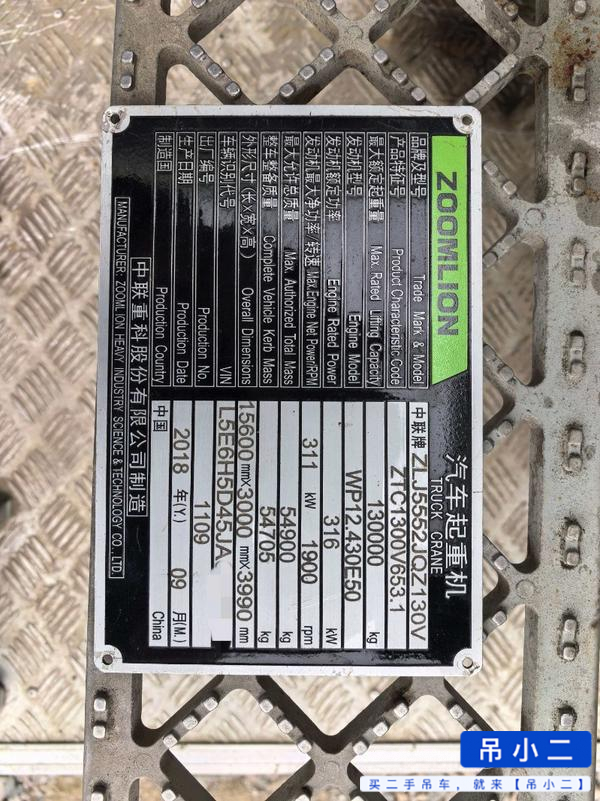 ZOOMLION
汽车起重机
TRUCK CRANE
品牌及型号 Trade Mark & Model 中联牌 ZLJ5552JQZ130V
产品特征号 Product Characteristic Code ZTC1300V653.1
最大额定起重量 Max. Rated Lifting Capacity 130000 kg
发动机型号 Engine Model WP12.430E50
发动机额定功率 Engine Rated Power 316 kW
发动机最大净功率/转速 Max.Engine Net Power/RPM 311 kW 1900 rpm
最大允许总质量 Max. Authorized Total Mass 54900 kg
整车整备质量 Complete Vehicle Kerb Mass 54705 kg
外形尺寸(长X宽X高) Overall Dimensions 15600 mmX 3000 mmX 3990 mm
车辆识别代号 VIN L5E6H5D45JA
出厂编号 Production No. 1109
生产日期 Production Date 2018 年(Y.) 09 月(M.)
制造国 Production Country 中国 China
中联重科股份有限公司制造
MANUFACTURER: ZOOMLION HEAVY INDUSTRY SCIENCE & TECHNOLOGY CO., LTD.
吊小二
买二手吊车，就来【吊小二】